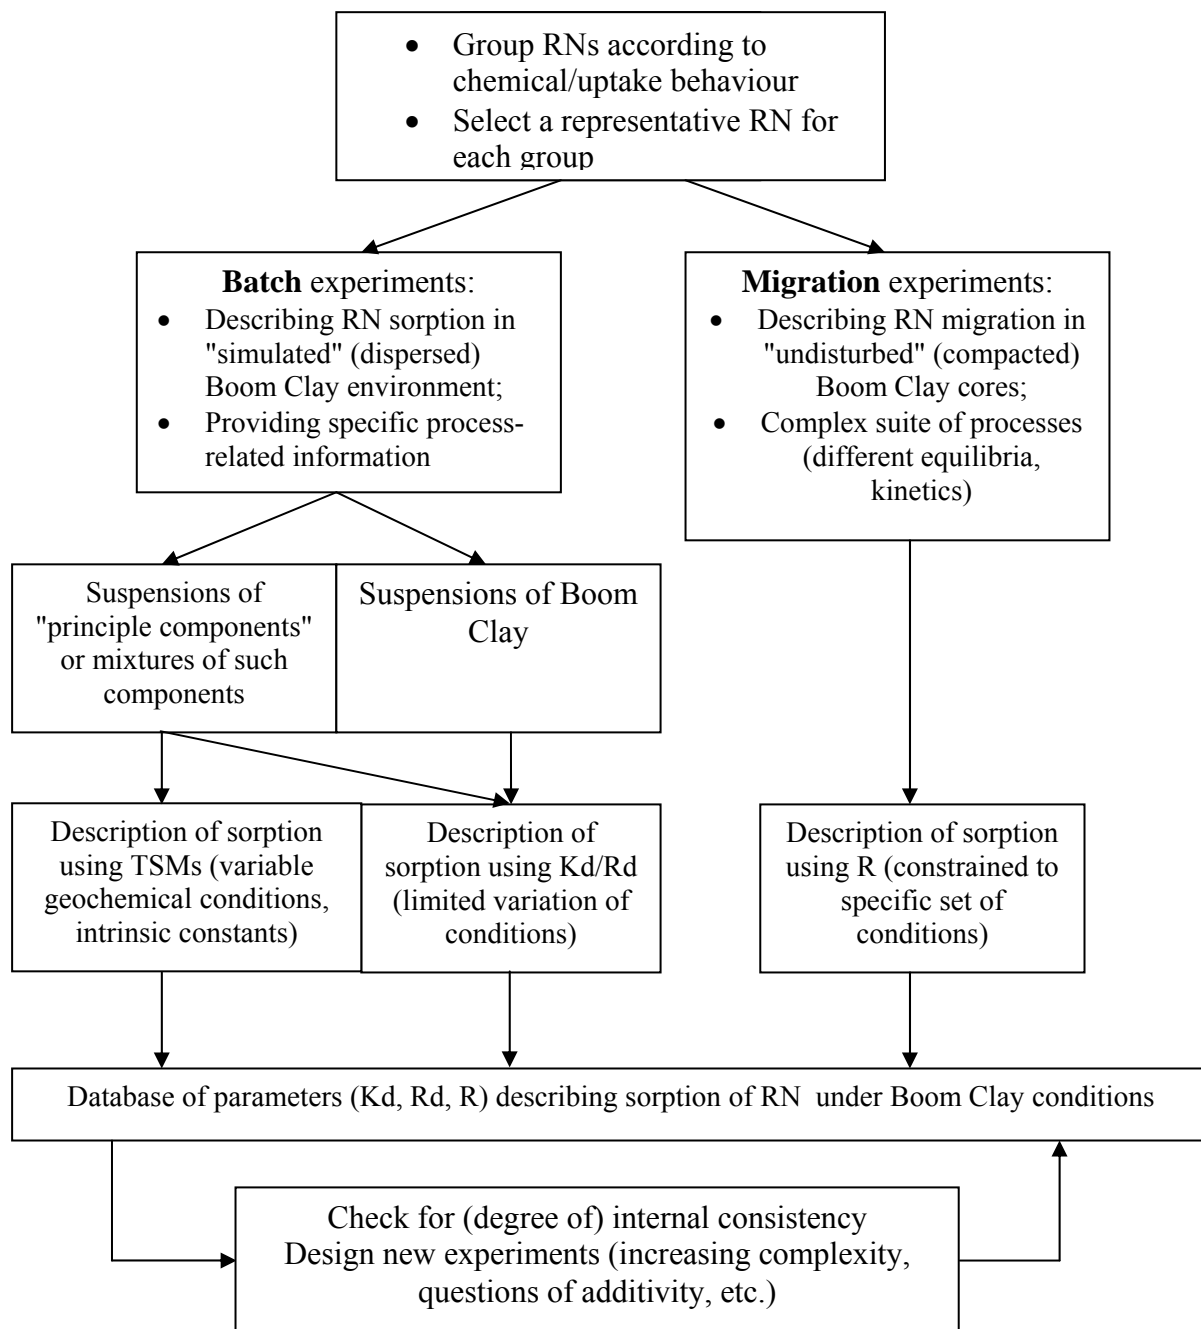 • Group RNs according to
chemical/uptake behaviour
• Select a representative RN for
each group
Batch experiments:
• Describing RN sorption in
"simulated" (dispersed)
Boom Clay environment;
• Providing specific process-
related information
Migration experiments:
• Describing RN migration in
"undisturbed" (compacted)
Boom Clay cores;
• Complex suite of processes
(different equilibria,
kinetics)
Suspensions of
"principle components"
or mixtures of such
components
Suspensions of Boom
Clay
Description of sorption
using TSMs (variable
geochemical conditions,
intrinsic constants)
Description of
sorption using Kd/Rd
(limited variation of
conditions)
Description of sorption
using R (constrained to
specific set of
conditions)
Database of parameters (Kd, Rd, R) describing sorption of RN under Boom Clay conditions
Check for (degree of) internal consistency
Design new experiments (increasing complexity,
questions of additivity, etc.)